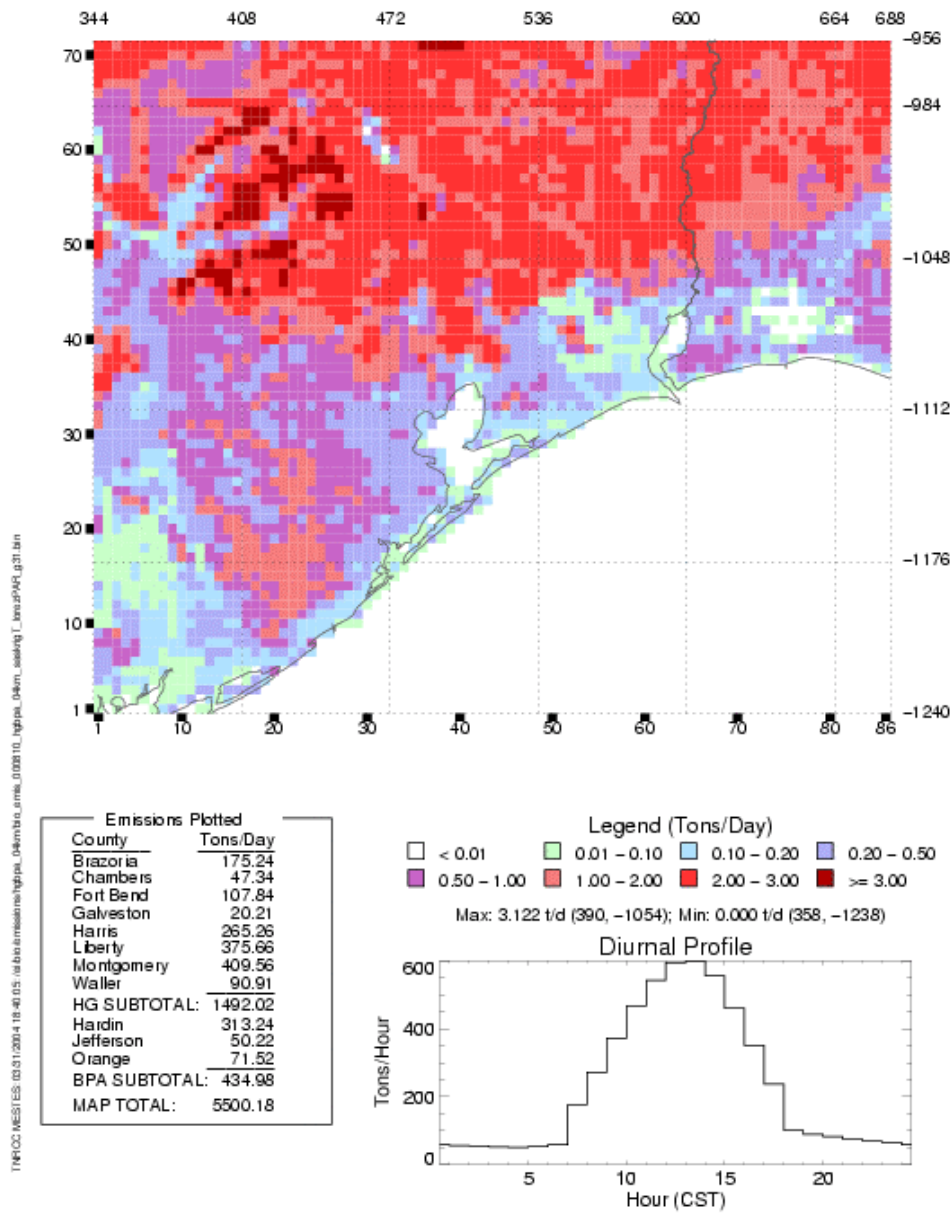 344 408 472 536 600 664 688
70 -956
-984
60
50
-1048
40
-1112
30
20
-1176
10
1 -1240
1 10 20 30 40 50 60 70 80 86
Emissions Plotted
County Tons/Day
Brazoria 175.24
Chambers 47.34
Fort Bend 107.84
Galveston 20.21
Harris 265.26
Liberty 375.66
Montgomery 409.56
Waller 90.91
HG SUBTOTAL: 1492.02
Hardin 313.24
Jefferson 50.22
Orange 71.52
BPA SUBTOTAL: 434.98
MAP TOTAL: 5500.18
Legend (Tons/Day)
< 0.01 0.01 - 0.10 0.10 - 0.20 0.20 - 0.50
0.50 - 1.00 1.00 - 2.00 2.00 - 3.00 >= 3.00
Max: 3.122 t/d (390, -1054); Min: 0.000 t/d (358, -1238)
Diurnal Profile
600
400
200
0
Tons/Hour
5 10 15 20
Hour (CST)